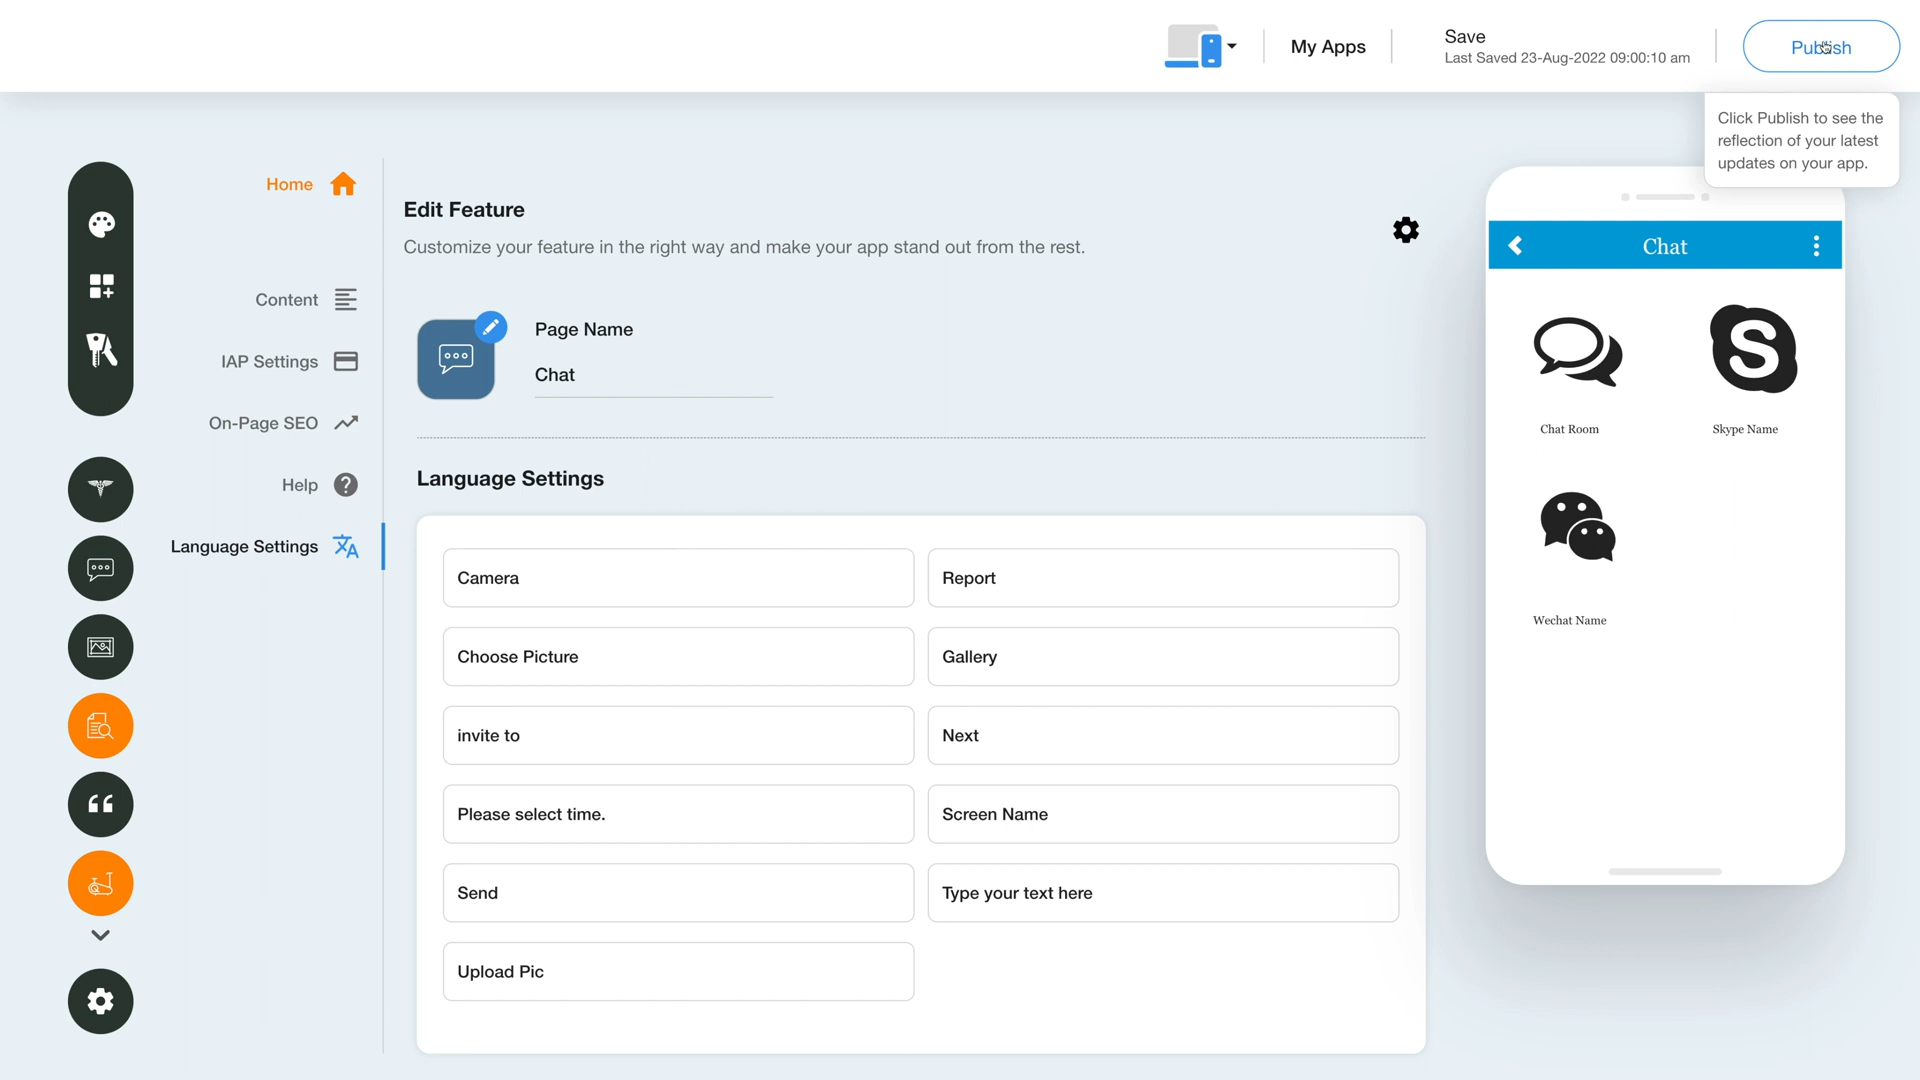 My Apps
Save
Last Saved 23-Aug-2022 09:00:10 am
Publish
Click Publish to see the
reflection of your latest
updates on your app.
Home
Content
IAP Settings
On-Page SEO
Help
Language Settings
Edit Feature
Customize your feature in the right way and make your app stand out from the rest.
Page Name
Chat
Language Settings
Camera
Report
Choose Picture
Gallery
invite to
Next
Please select time.
Screen Name
Send
Type your text here
Upload Pic
Chat
Chat Room
Skype Name
Wechat Name